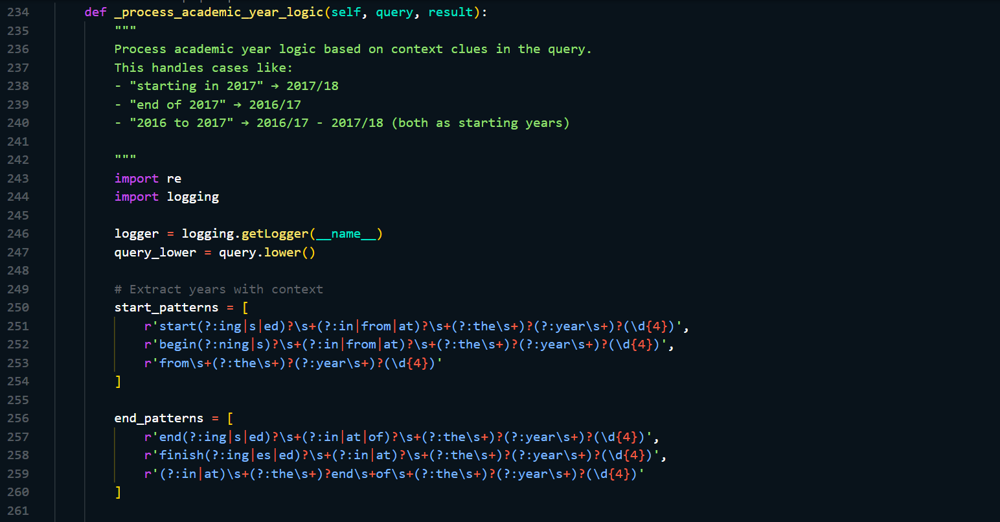 234 def _process_academic_year_logic(self, query, result):
235 """
236 Process academic year logic based on context clues in the query.
237 This handles cases like:
238 - "starting in 2017" → 2017/18
239 - "end of 2017" → 2016/17
240 - "2016 to 2017" → 2016/17 - 2017/18 (both as starting years)
241
242 """
243 import re
244 import logging
245
246 logger = logging.getLogger(__name__)
247 query_lower = query.lower()
248
249 # Extract years with context
250 start_patterns = [
251 r'start(?:ing|s|ed)?\s+(?:in|from|at)?\s+(?:the\s+)?(?:year\s+)?(\d{4})',
252 r'begin(?:ning|s)?\s+(?:in|from|at)?\s+(?:the\s+)?(?:year\s+)?(\d{4})',
253 r'from\s+(?:the\s+)?(?:year\s+)?(\d{4})'
254 ]
255
256 end_patterns = [
257 r'end(?:ing|s|ed)?\s+(?:in|at|of)?\s+(?:the\s+)?(?:year\s+)?(\d{4})',
258 r'finish(?:ing|es|ed)?\s+(?:in|at)?\s+(?:the\s+)?(?:year\s+)?(\d{4})',
259 r'(?:in|at)\s+(?:the\s+)?end\s+of\s+(?:the\s+)?(?:year\s+)?(\d{4})'
260 ]
261